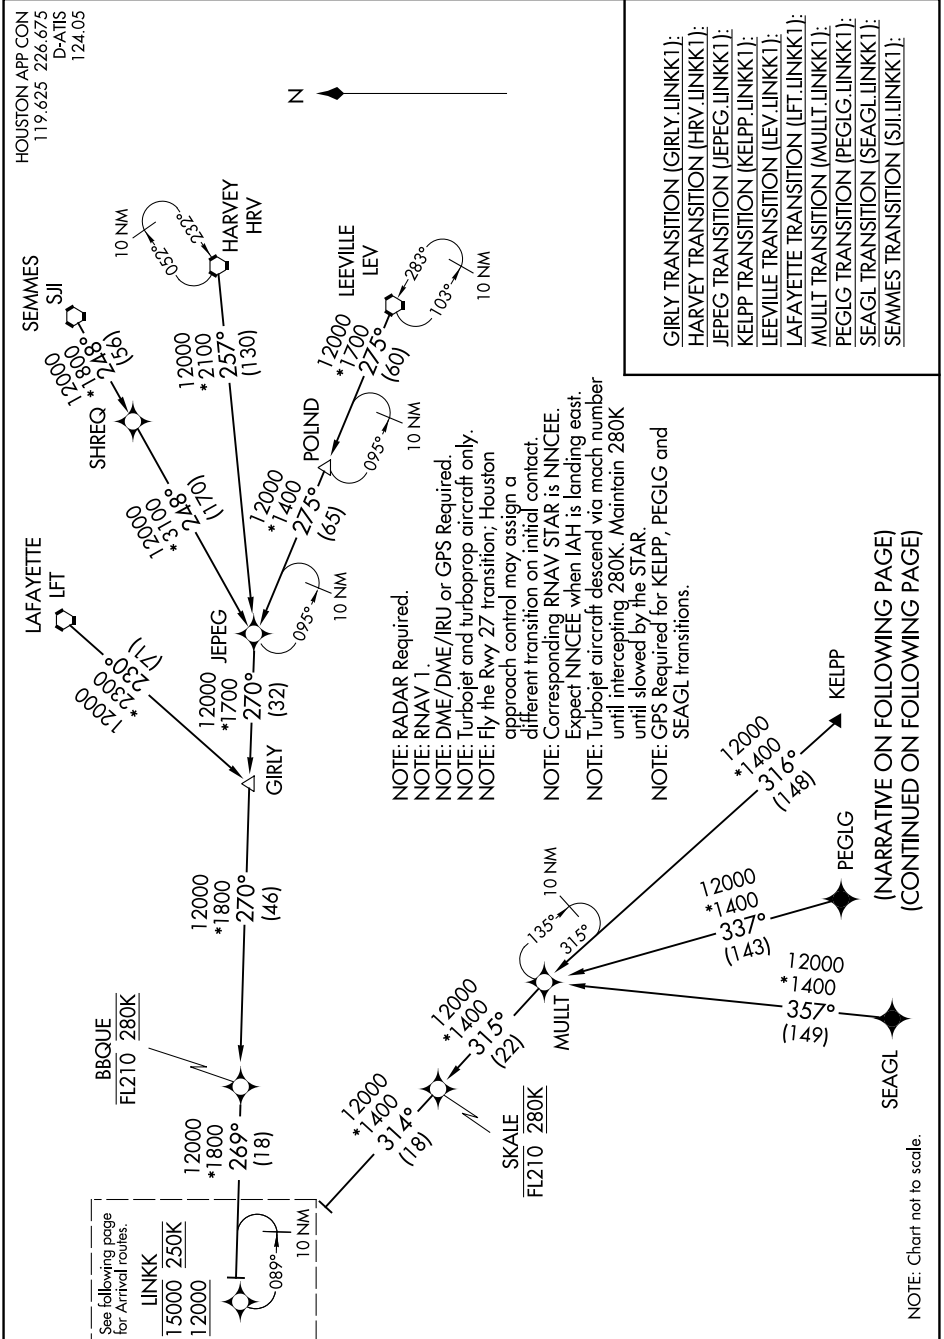 HOUSTON APP CON
119.625 226.675
D-ATIS
124.05
N
SEMMES
SJI
12000
*1800
248°
(56)
SHREQ
12000
*3100
248°
(170)
10 NM
052°
232°
HARVEY
HRV
12000
*2100
257°
(130)
LEEVILLE
LEV
283°
103°
10 NM
12000
*1700
275°
(60)
POLND
095°
10 NM
12000
*1400
275°
(65)
LAFAYETTE
LFT
12000
*2300
230°
(71)
JEPEG
095°
10 NM
12000
*1700
270°
(32)
GIRLY
12000
*1800
270°
(46)
BBQUE
FL210 280K
12000
*1800
269°
(18)
See following page
for Arrival routes.
LINKK
15000 250K
12000
089°
10 NM
NOTE: RADAR Required.
NOTE: RNAV 1.
NOTE: DME/DME/IRU or GPS Required.
NOTE: Turbojet and turboprop aircraft only.
NOTE: Fly the Rwy 27 transition; Houston
approach control may assign a
different transition on initial contact.
NOTE: Corresponding RNAV STAR is NNCEE.
Expect NNCEE when IAH is landing east.
NOTE: Turbojet aircraft descend via mach number
until intercepting 280K. Maintain 280K
until slowed by the STAR.
NOTE: GPS Required for KELPP, PEGLG and
SEAGL transitions.
12000
*1400
314°
(18)
SKALE
FL210 280K
12000
*1400
315°
(22)
MULLT
135°
315°
10 NM
12000
*1400
316°
(148)
KELPP
12000
*1400
337°
(143)
PEGLG
12000
*1400
357°
(149)
SEAGL
GIRLY TRANSITION (GIRLY.LINKK1):
HARVEY TRANSITION (HRV.LINKK1):
JEPEG TRANSITION (JEPEG.LINKK1):
KELPP TRANSITION (KELPP.LINKK1):
LEEVILLE TRANSITION (LEV.LINKK1):
LAFAYETTE TRANSITION (LFT.LINKK1):
MULLT TRANSITION (MULLT.LINKK1):
PEGLG TRANSITION (PEGLG.LINKK1):
SEAGL TRANSITION (SEAGL.LINKK1):
SEMMES TRANSITION (SJI.LINKK1):
(NARRATIVE ON FOLLOWING PAGE)
(CONTINUED ON FOLLOWING PAGE)
NOTE: Chart not to scale.